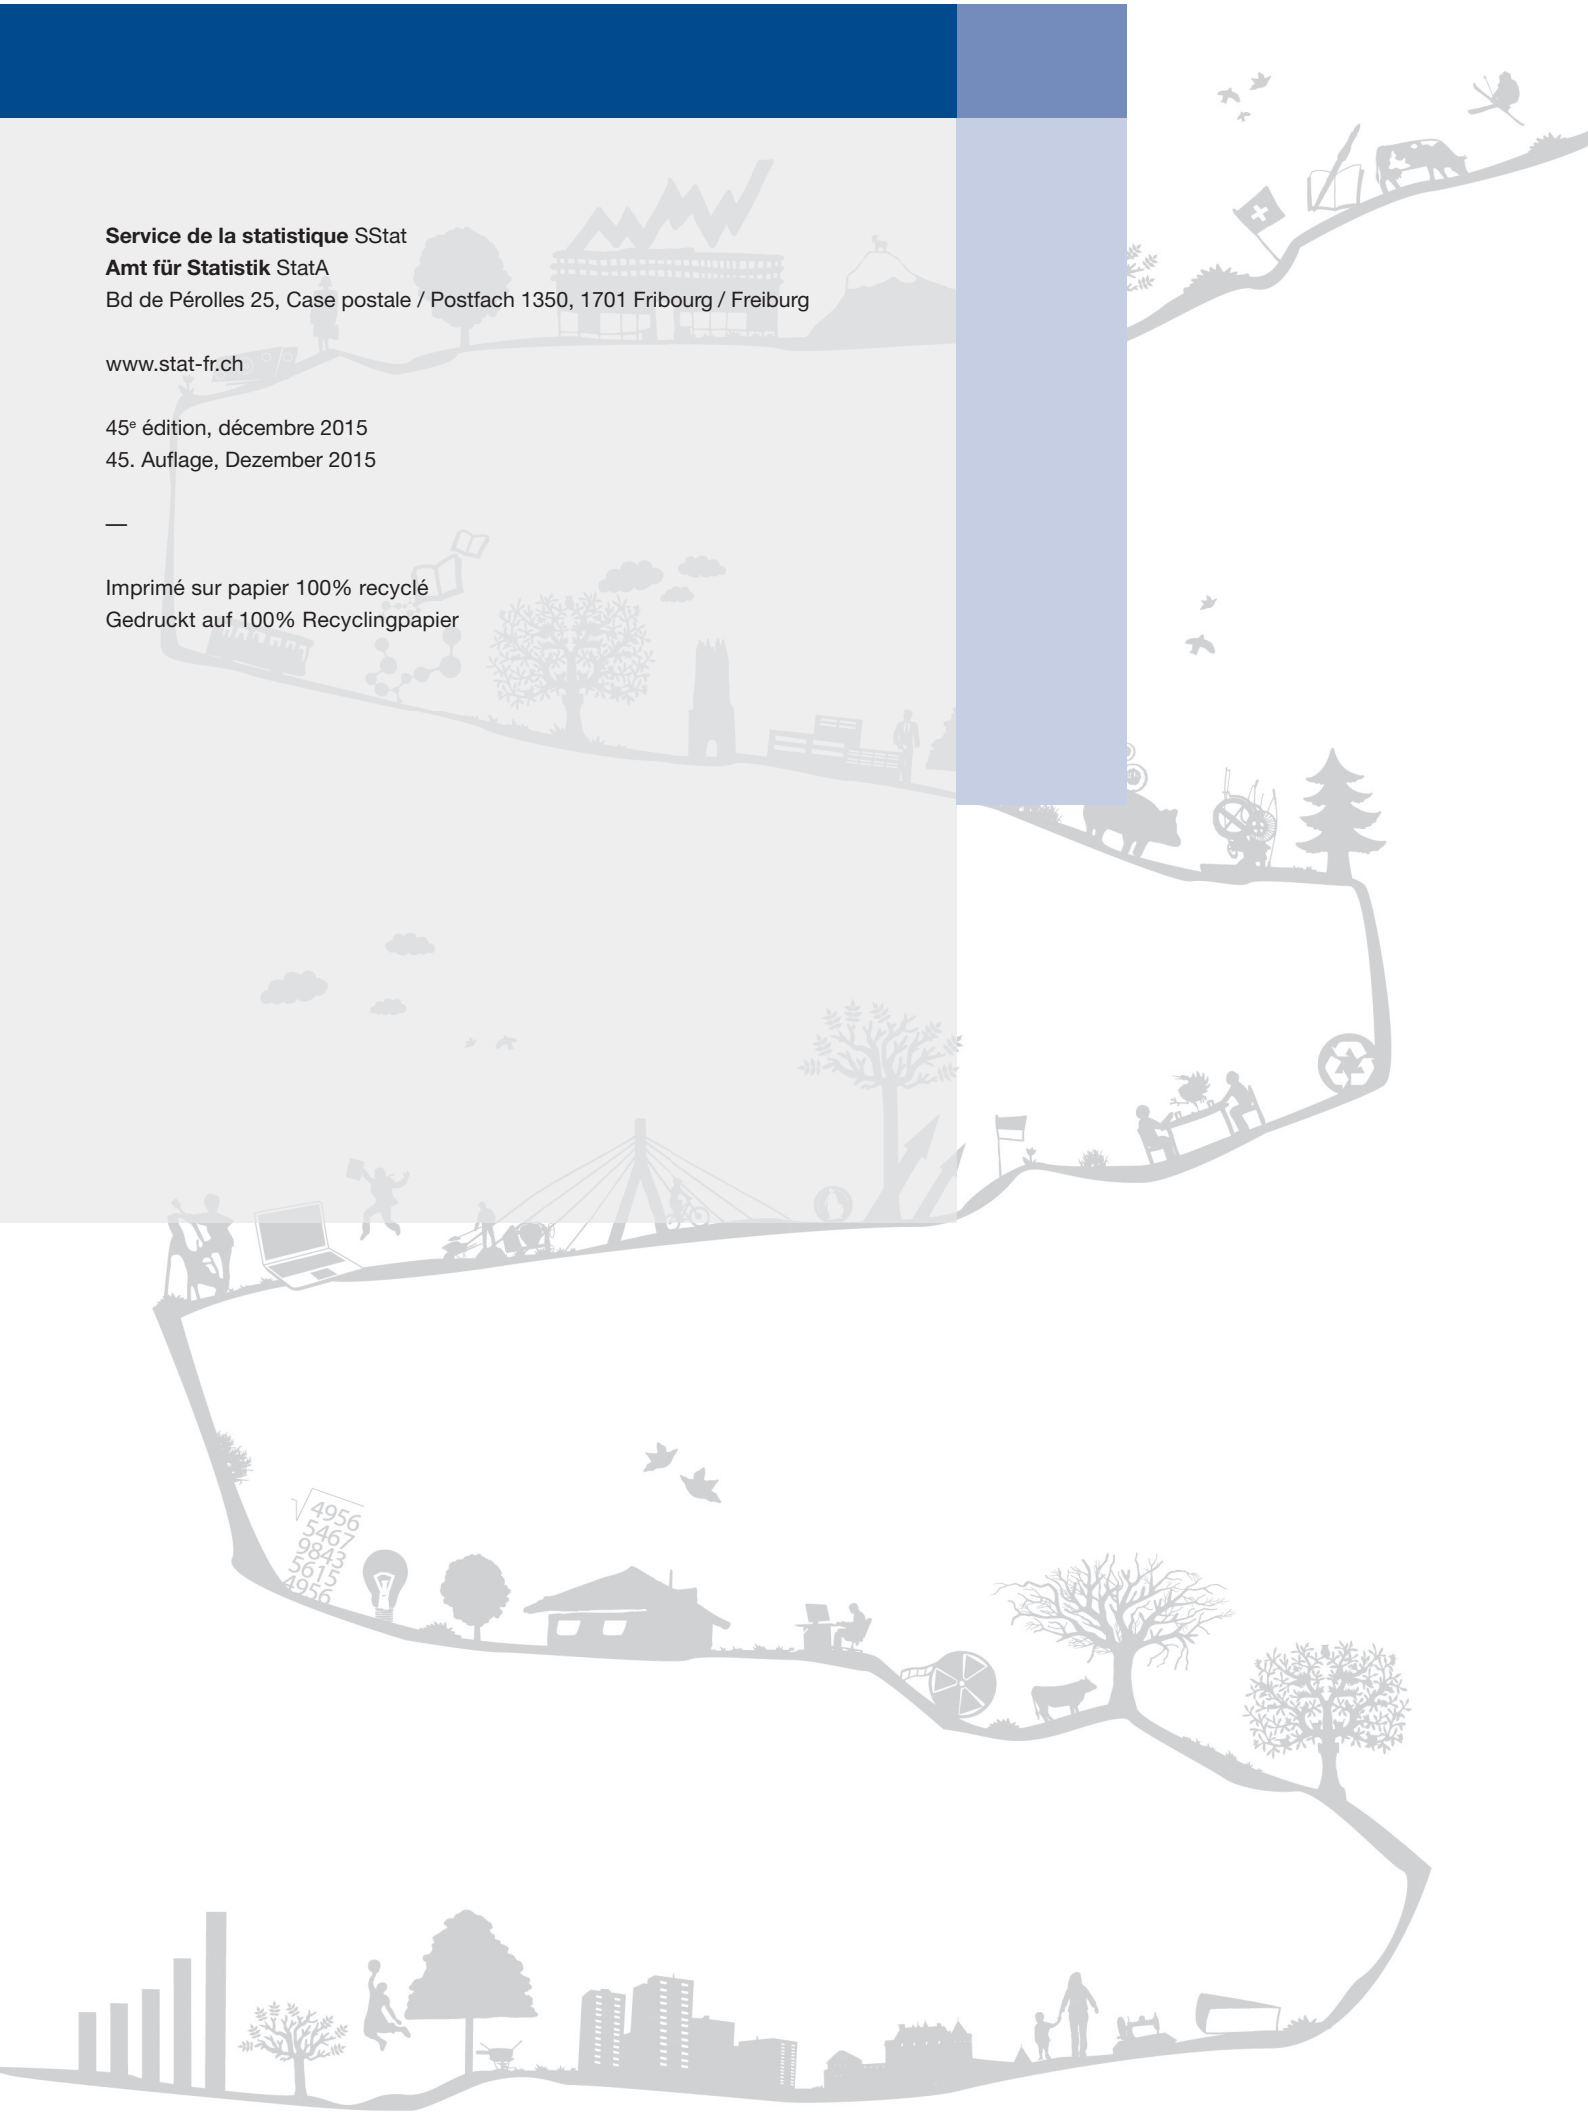 Service de la statistique SStat
Amt für Statistik StatA
Bd de Pérolles 25, Case postale / Postfach 1350, 1701 Fribourg / Freiburg
www.stat-fr.ch
45e édition, décembre 2015
45. Auflage, Dezember 2015
—
Imprimé sur papier 100% recyclé
Gedruckt auf 100% Recyclingpapier
4956
5467
9843
5615
4956